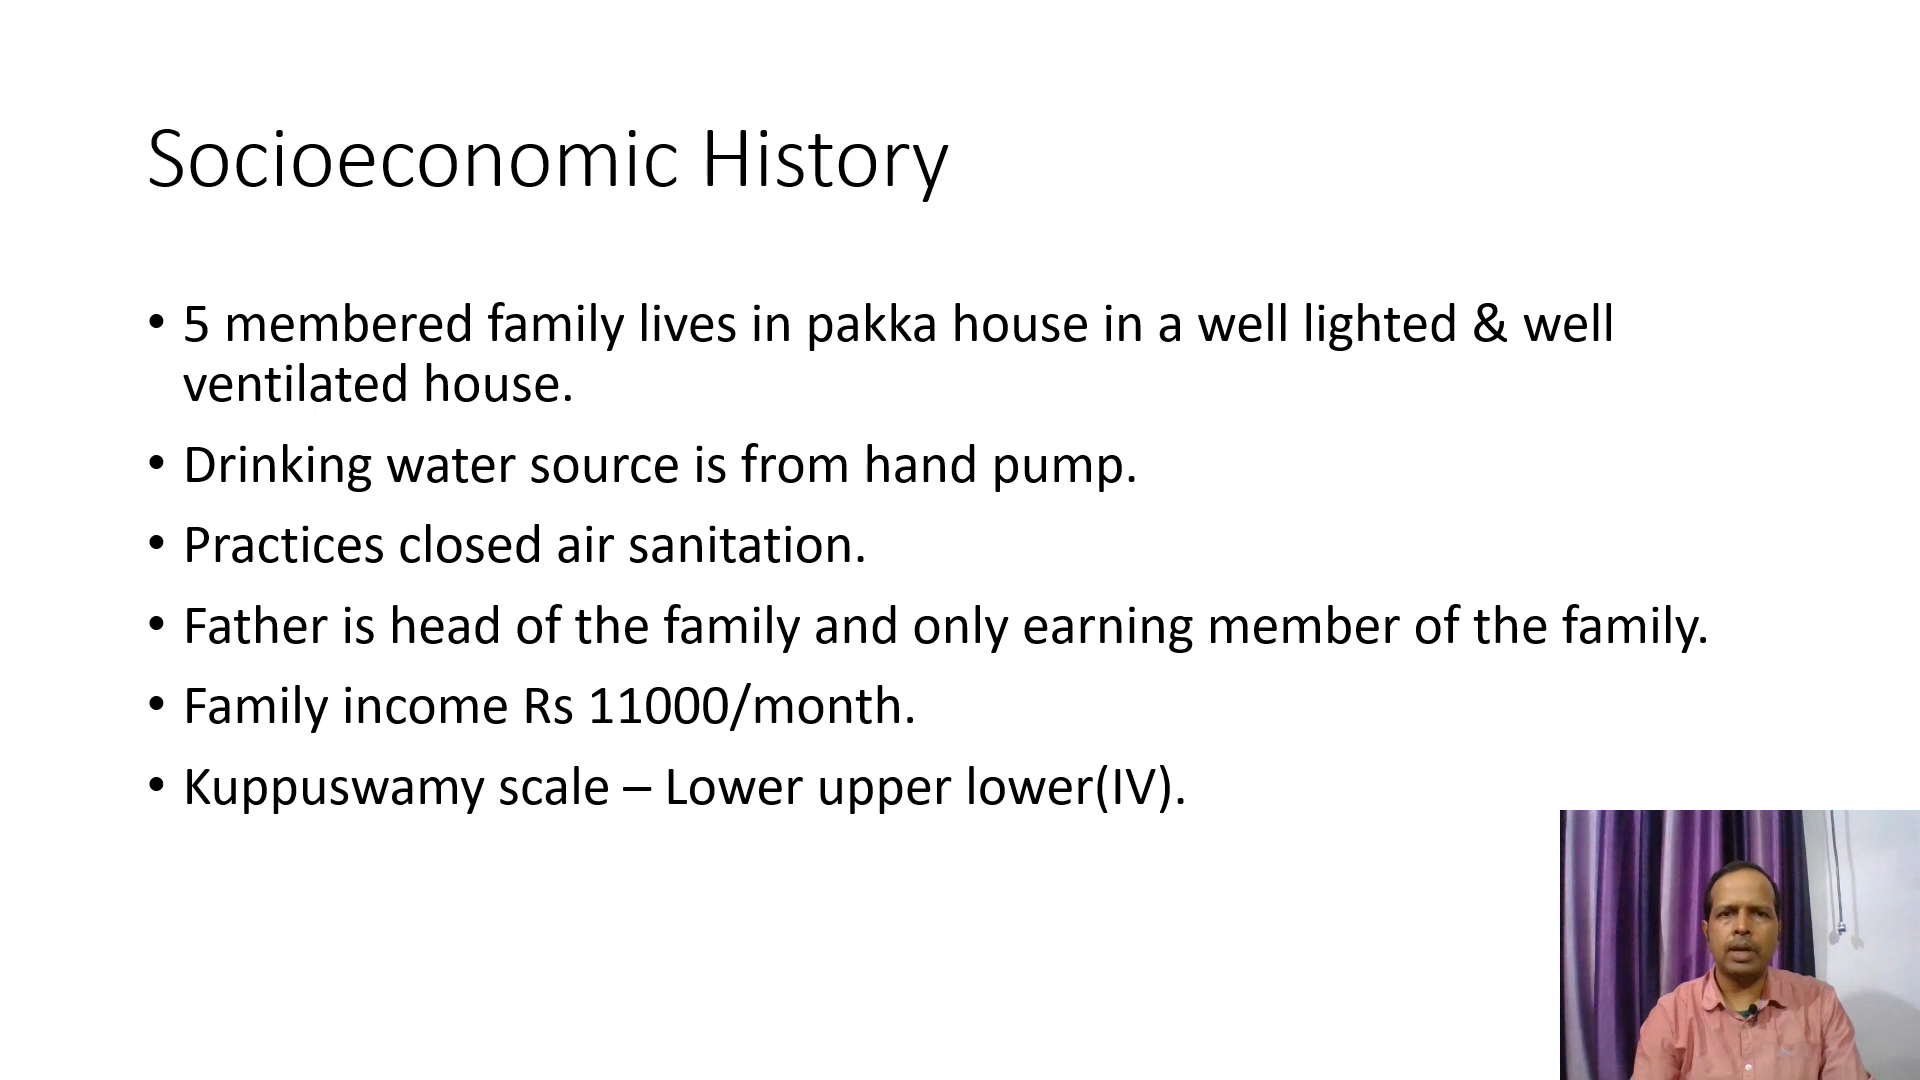 Socioeconomic History
• 5 membered family lives in pakka house in a well lighted & well
ventilated house.
• Drinking water source is from hand pump.
• Practices closed air sanitation.
• Father is head of the family and only earning member of the family.
• Family income Rs 11000/month.
• Kuppuswamy scale – Lower upper lower(IV).